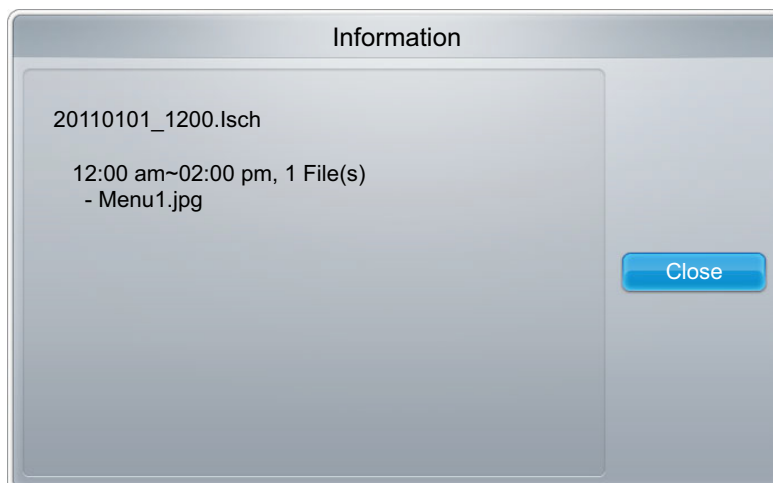 Information
20110101_1200.lsch
12:00 am~02:00 pm, 1 File(s)
- Menu1.jpg
Close